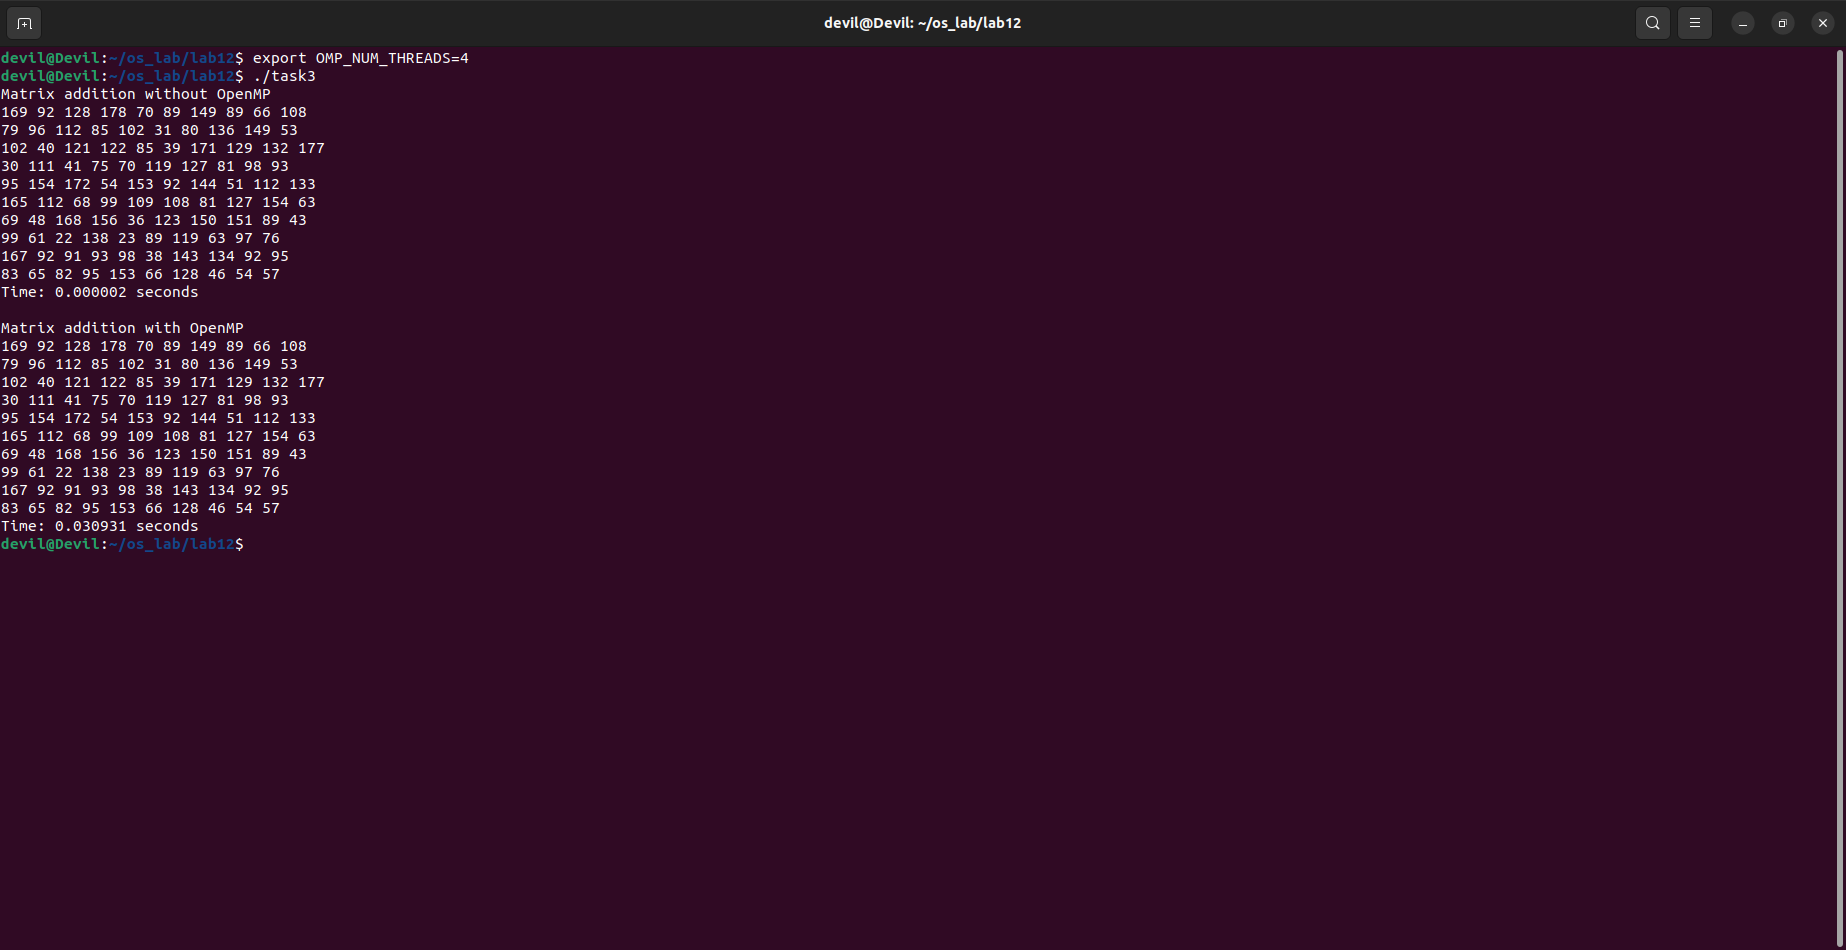 devil@Devil: ~/os_lab/lab12
devil@Devil:~/os_lab/lab12$ export OMP_NUM_THREADS=4
devil@Devil:~/os_lab/lab12$ ./task3
Matrix addition without OpenMP
169 92 128 178 70 89 149 89 66 108
79 96 112 85 102 31 80 136 149 53
102 40 121 122 85 39 171 129 132 177
30 111 41 75 70 119 127 81 98 93
95 154 172 54 153 92 144 51 112 133
165 112 68 99 109 108 81 127 154 63
69 48 168 156 36 123 150 151 89 43
99 61 22 138 23 89 119 63 97 76
167 92 91 93 98 38 143 134 92 95
83 65 82 95 153 66 128 46 54 57
Time: 0.000002 seconds
Matrix addition with OpenMP
169 92 128 178 70 89 149 89 66 108
79 96 112 85 102 31 80 136 149 53
102 40 121 122 85 39 171 129 132 177
30 111 41 75 70 119 127 81 98 93
95 154 172 54 153 92 144 51 112 133
165 112 68 99 109 108 81 127 154 63
69 48 168 156 36 123 150 151 89 43
99 61 22 138 23 89 119 63 97 76
167 92 91 93 98 38 143 134 92 95
83 65 82 95 153 66 128 46 54 57
Time: 0.030931 seconds
devil@Devil:~/os_lab/lab12$